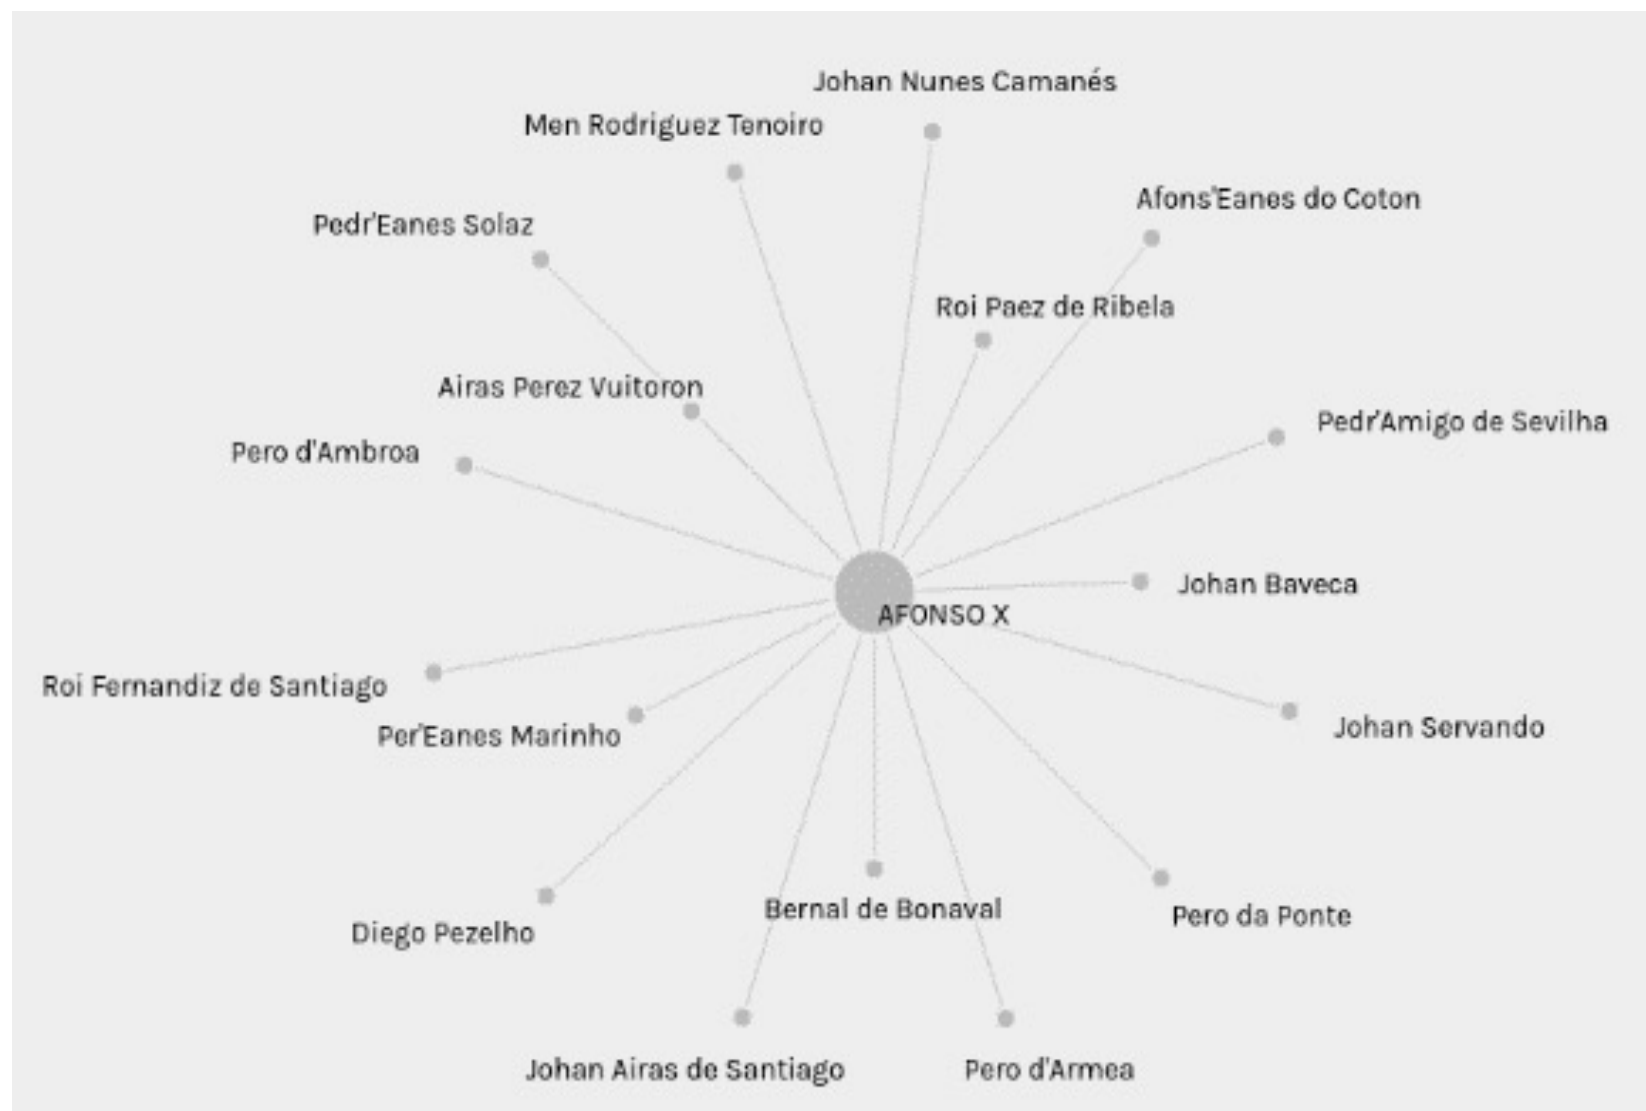 Johan Nunes Camanés
Men Rodriguez Tenoiro
Afons'Eanes do Coton
Pedr'Eanes Solaz
Roi Paez de Ribela
Airas Perez Vuitoron
Pedr'Amigo de Sevilha
Pero d'Ambroa
Johan Baveca
AFONSO X
Roi Fernandiz de Santiago
Johan Servando
Per'Eanes Marinho
Bernal de Bonaval
Pero da Ponte
Diego Pezelho
Johan Airas de Santiago
Pero d'Armea